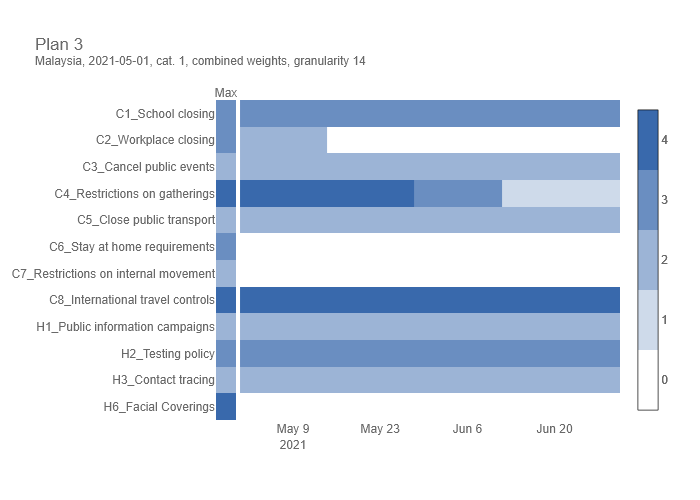 Plan 3
Malaysia, 2021-05-01, cat. 1, combined weights, granularity 14
Max
C1_School closing
C2_Workplace closing
C3_Cancel public events
C4_Restrictions on gatherings
C5_Close public transport
C6_Stay at home requirements
C7_Restrictions on internal movement
C8_International travel controls
H1_Public information campaigns
H2_Testing policy
H3_Contact tracing
H6_Facial Coverings
May 9 May 23 Jun 6 Jun 20
2021
4
3
2
1
0